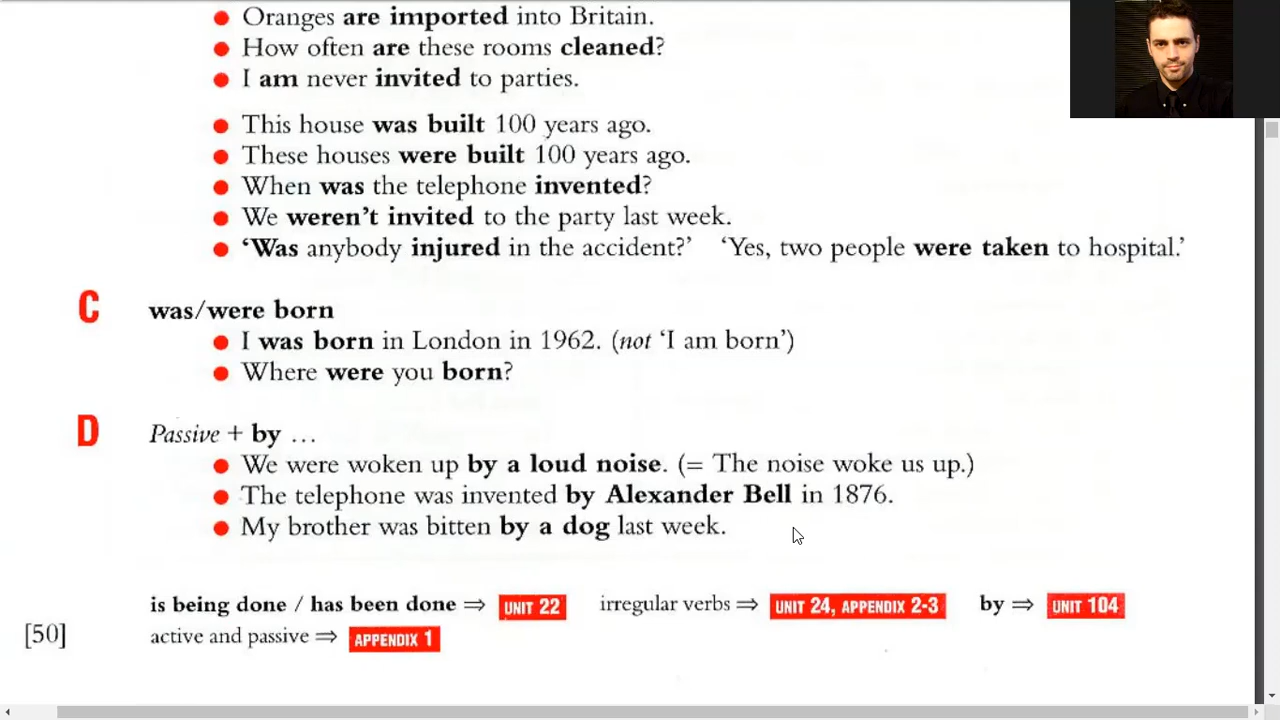 • Oranges are imported into Britain.
• How often are these rooms cleaned?
• I am never invited to parties.
• This house was built 100 years ago.
• These houses were built 100 years ago.
• When was the telephone invented?
• We weren't invited to the party last week.
• 'Was anybody injured in the accident?' 'Yes, two people were taken to hospital.'
C was/were born
• I was born in London in 1962. (not 'I am born')
• Where were you born?
D Passive + by …
• We were woken up by a loud noise. (= The noise woke us up.)
• The telephone was invented by Alexander Bell in 1876.
• My brother was bitten by a dog last week.
is being done / has been done ⇒ UNIT 22 irregular verbs ⇒ UNIT 24, APPENDIX 2-3 by ⇒ UNIT 104
[50] active and passive ⇒ APPENDIX 1